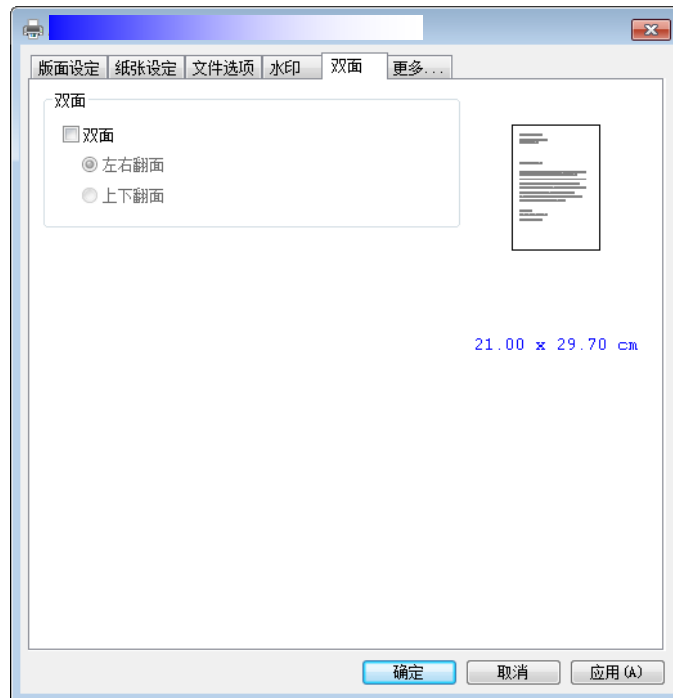 版面设定 纸张设定 文件选项 水印 双面 更多...
双面
双面
左右翻面
上下翻面
21.00 x 29.70 cm
确定 取消 应用(A)